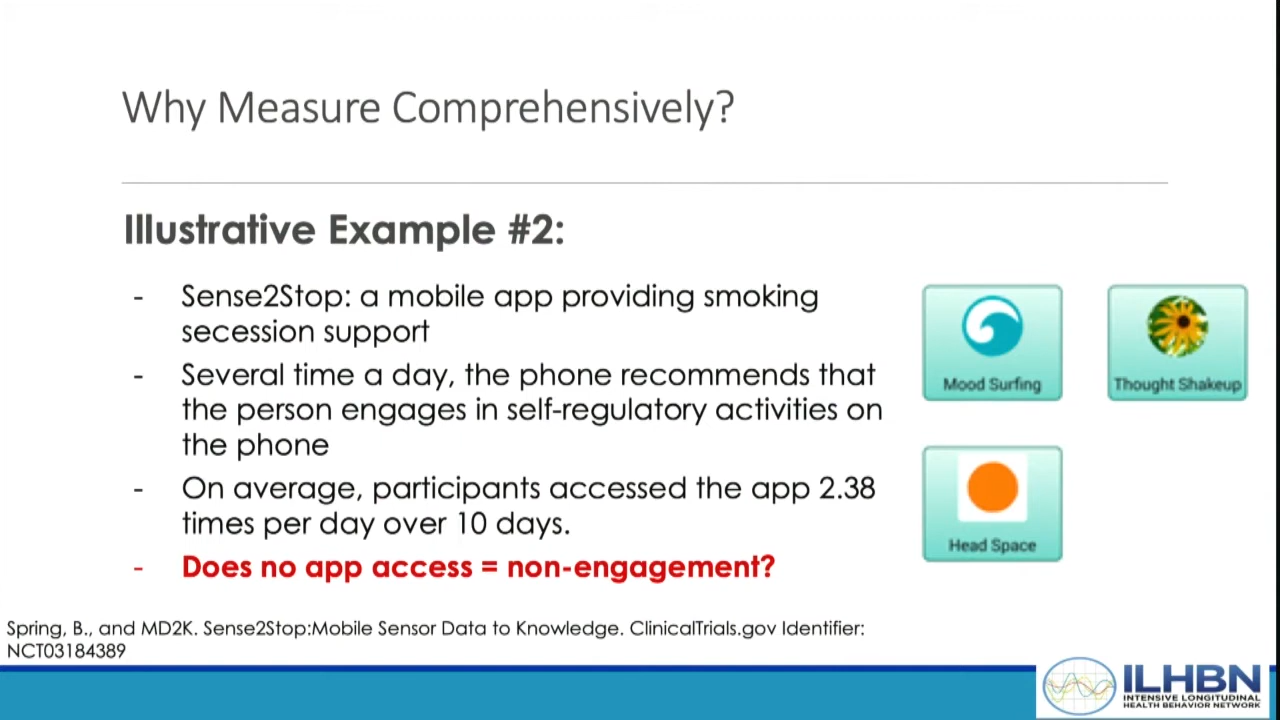 Why Measure Comprehensively?
Illustrative Example #2:
- Sense2Stop: a mobile app providing smoking
secession support
- Several time a day, the phone recommends that
the person engages in self-regulatory activities on
the phone
- On average, participants accessed the app 2.38
times per day over 10 days.
- Does no app access = non-engagement?
Mood Surfing
Thought Shakeup
Head Space
Spring, B., and MD2K. Sense2Stop:Mobile Sensor Data to Knowledge. ClinicalTrials.gov Identifier:
NCT03184389
ILHBN
INTENSIVE LONGITUDINAL
HEALTH BEHAVIOR NETWORK